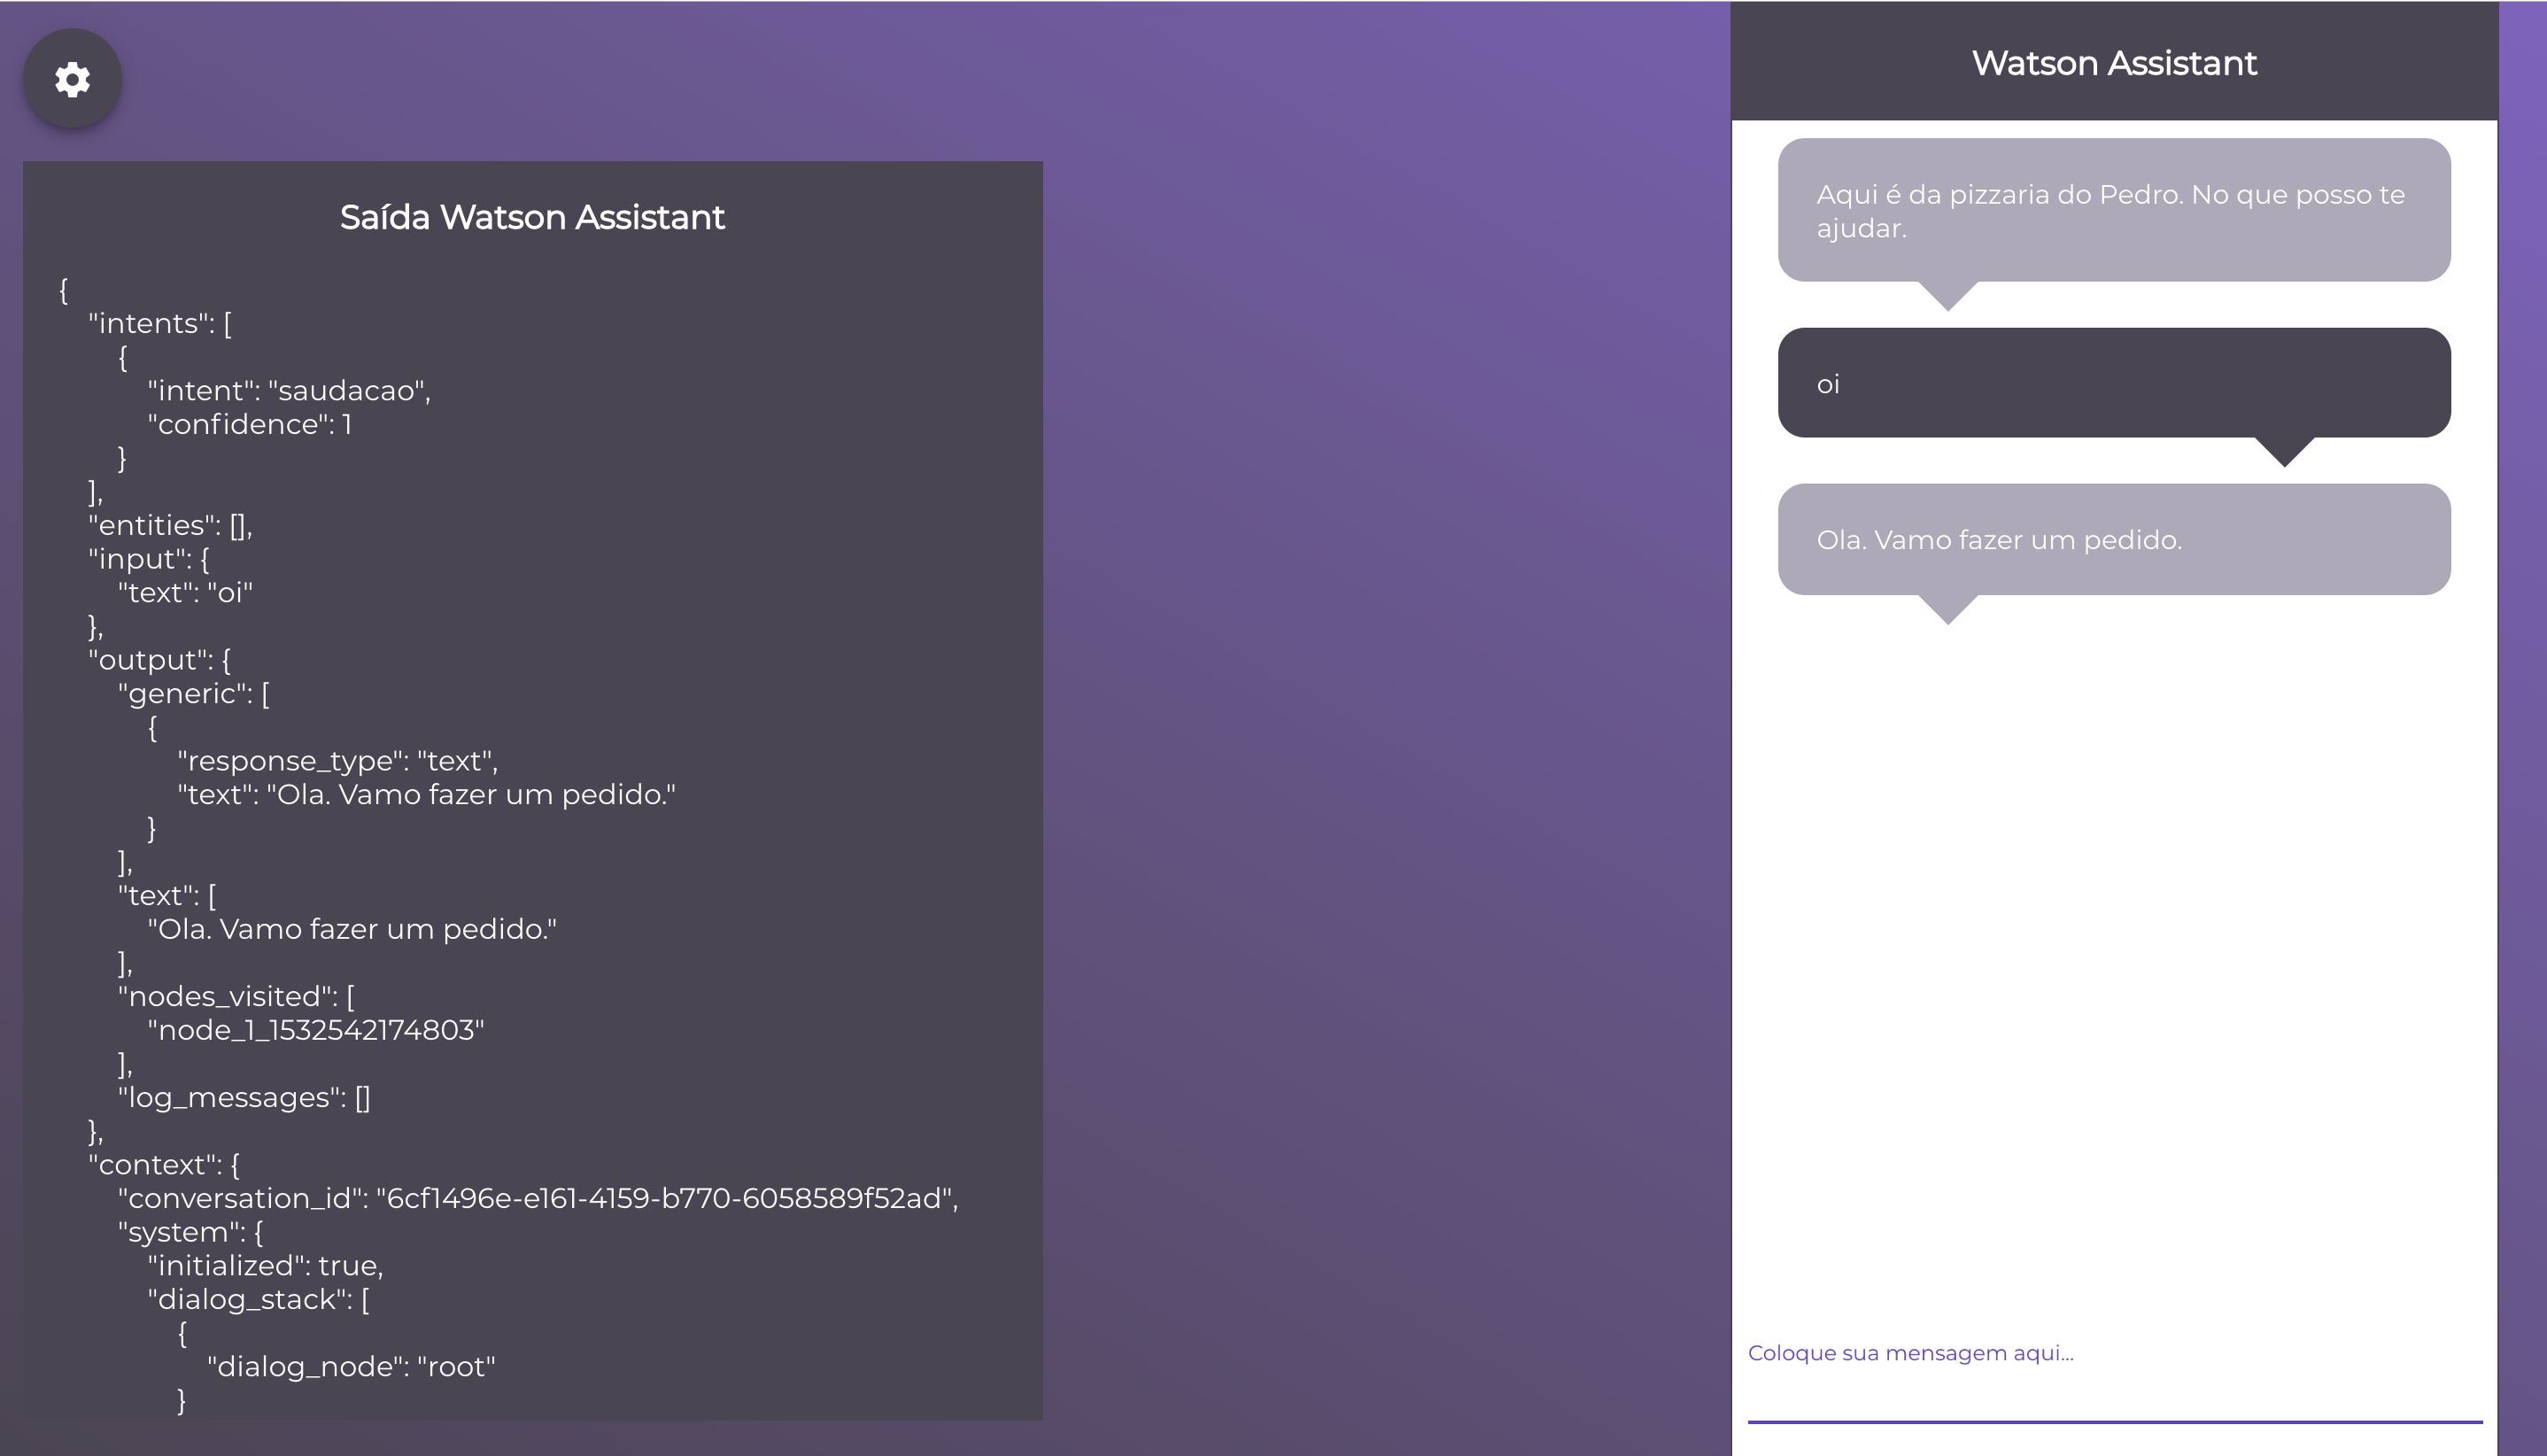 Saída Watson Assistant
{
"intents": [
{
"intent": "saudacao",
"confidence": 1
}
],
"entities": [],
"input": {
"text": "oi"
},
"output": {
"generic": [
{
"response_type": "text",
"text": "Ola. Vamo fazer um pedido."
}
],
"text": [
"Ola. Vamo fazer um pedido."
],
"nodes_visited": [
"node_1_1532542174803"
],
"log_messages": []
},
"context": {
"conversation_id": "6cf1496e-e161-4159-b770-6058589f52ad",
"system": {
"initialized": true,
"dialog_stack": [
{
"dialog_node": "root"
}
Watson Assistant
Aqui é da pizzaria do Pedro. No que posso te
ajudar.
oi
Ola. Vamo fazer um pedido.
Coloque sua mensagem aqui...